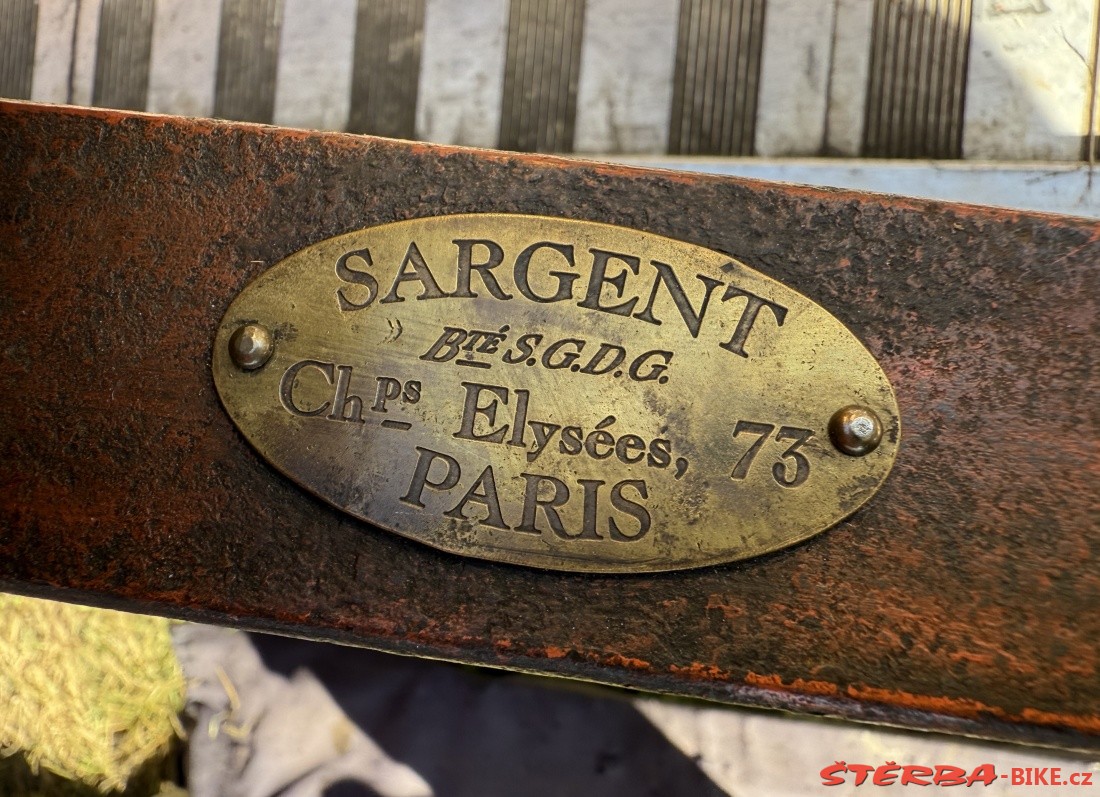 SARGENT
Bté S.G.D.G.
Chps Elysées, 73
PARIS
ŠTĚRBA-BIKE.cz